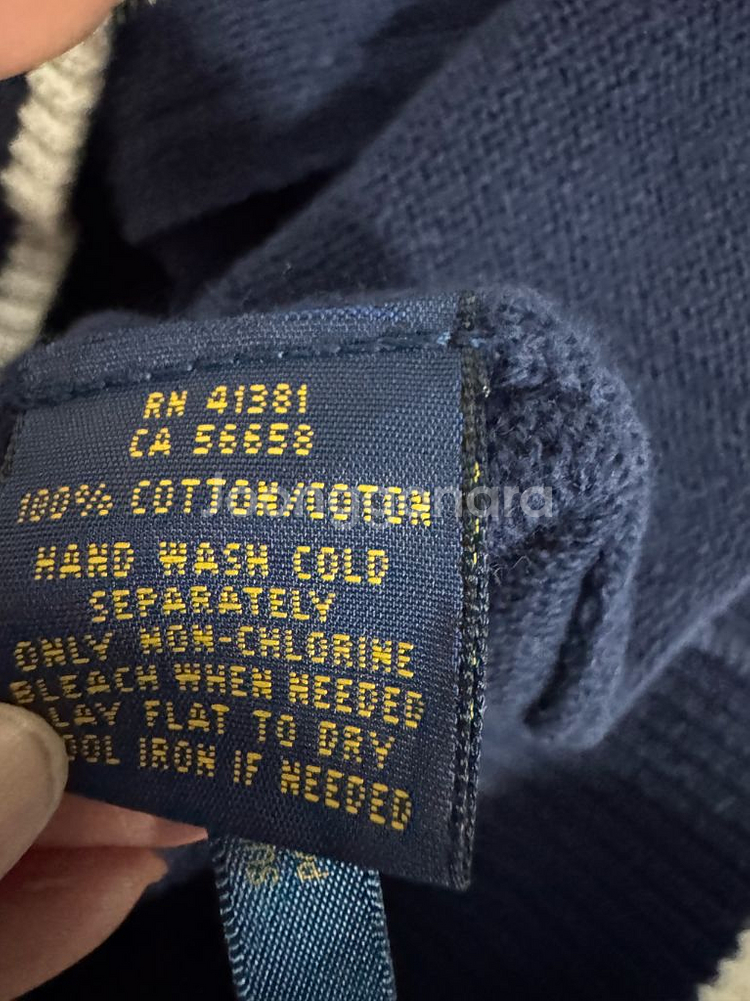 RN 41381
CA 56658
100% COTTON/COTON
Joonggonara
HAND WASH COLD
SEPARATELY
ONLY NON-CHLORINE
BLEACH WHEN NEEDED
LAY FLAT TO DRY
COOL IRON IF NEEDED